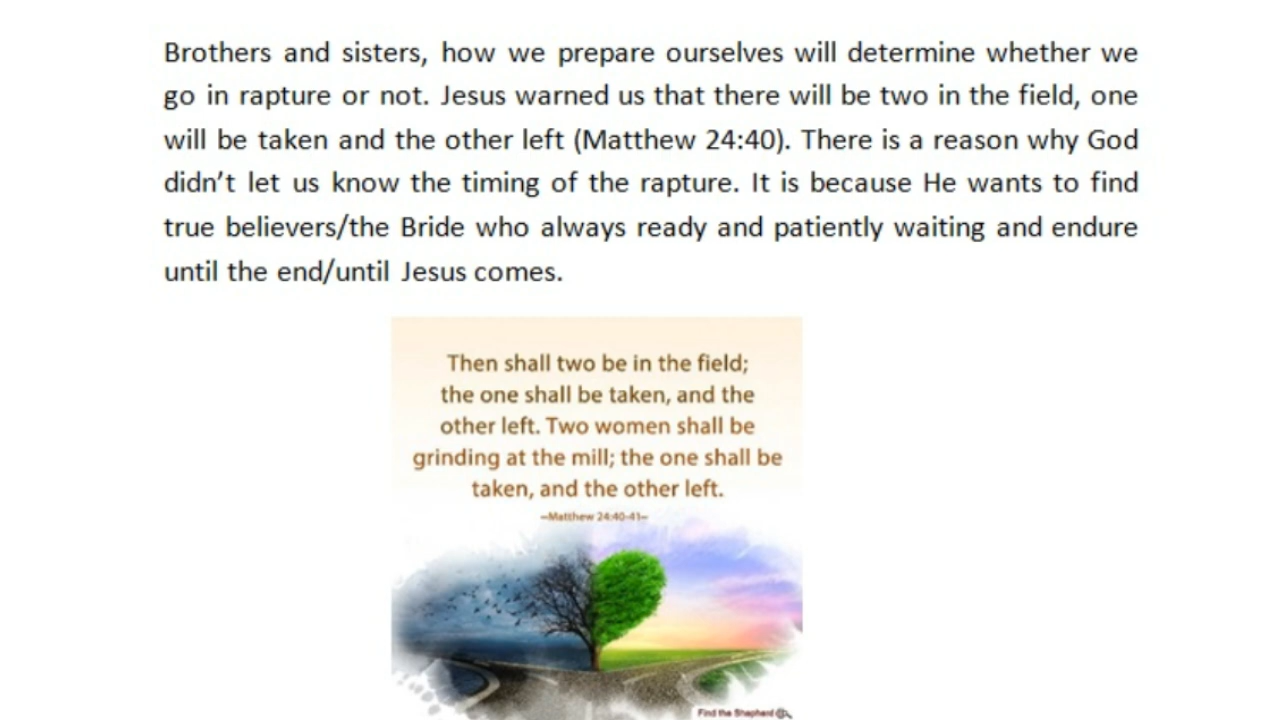 Brothers and sisters, how we prepare ourselves will determine whether we
go in rapture or not. Jesus warned us that there will be two in the field, one
will be taken and the other left (Matthew 24:40). There is a reason why God
didn’t let us know the timing of the rapture. It is because He wants to find
true believers/the Bride who always ready and patiently waiting and endure
until the end/until Jesus comes.
Then shall two be in the field;
the one shall be taken, and the
other left. Two women shall be
grinding at the mill; the one shall be
taken, and the other left.
—Matthew 24:40-41—
Find the Shepherd